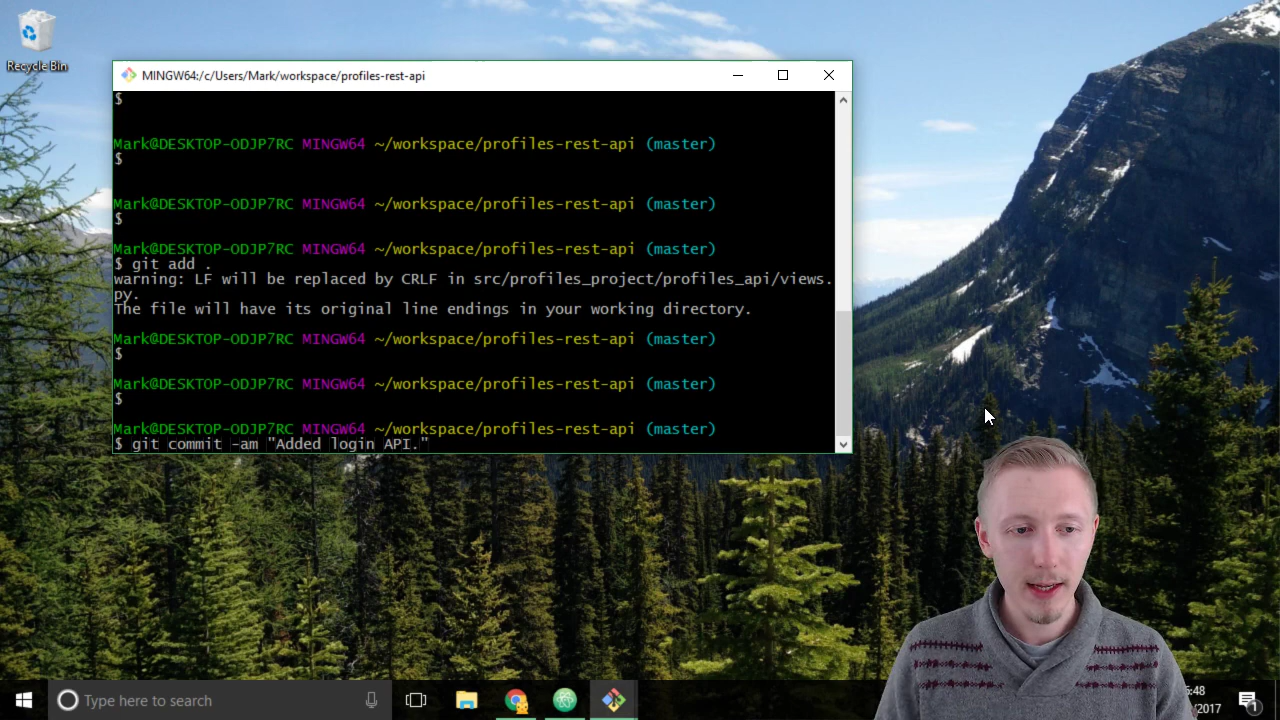 Recycle Bin
MINGW64:/c/Users/Mark/workspace/profiles-rest-api
$
Mark@DESKTOP-ODJP7RC MINGW64 ~/workspace/profiles-rest-api (master)
$
Mark@DESKTOP-ODJP7RC MINGW64 ~/workspace/profiles-rest-api (master)
$
Mark@DESKTOP-ODJP7RC MINGW64 ~/workspace/profiles-rest-api (master)
$ git add .
warning: LF will be replaced by CRLF in src/profiles_project/profiles_api/views.
py.
The file will have its original line endings in your working directory.
Mark@DESKTOP-ODJP7RC MINGW64 ~/workspace/profiles-rest-api (master)
$
Mark@DESKTOP-ODJP7RC MINGW64 ~/workspace/profiles-rest-api (master)
$
Mark@DESKTOP-ODJP7RC MINGW64 ~/workspace/profiles-rest-api (master)
$ git commit -am "Added login API."
Type here to search
:48
/2017
1